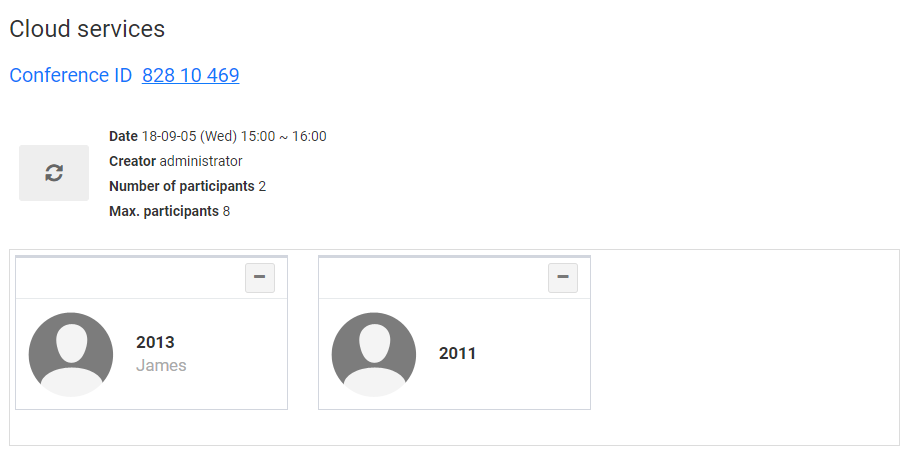 Cloud services
Conference ID 828 10 469
Date 18-09-05 (Wed) 15:00 ~ 16:00
Creator administrator
Number of participants 2
Max. participants 8
2013
James
2011